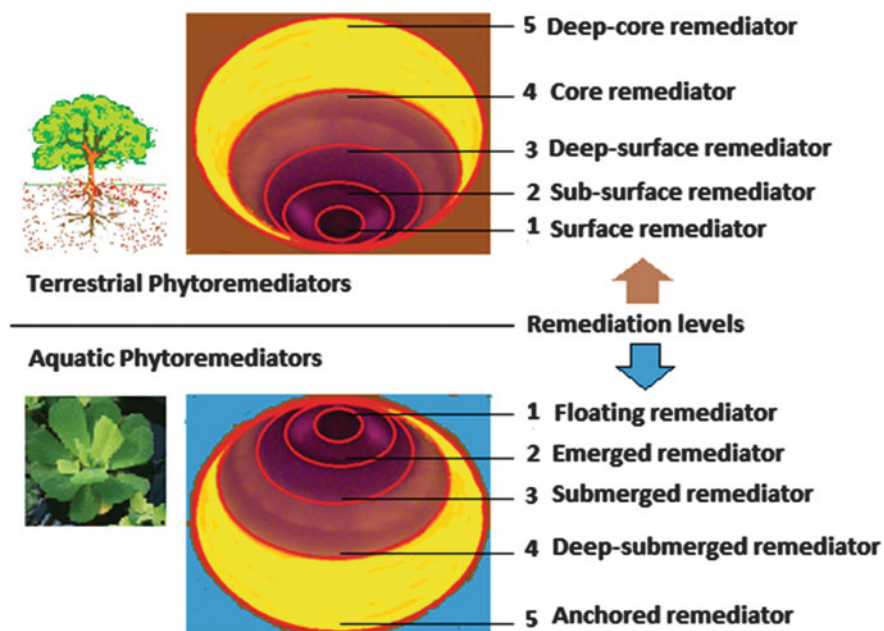 5 Deep-core remediator
4 Core remediator
3 Deep-surface remediator
2 Sub-surface remediator
1 Surface remediator
Terrestrial Phytoremediators
Remediation levels
Aquatic Phytoremediators
1 Floating remediator
2 Emerged remediator
3 Submerged remediator
4 Deep-submerged remediator
5 Anchored remediator